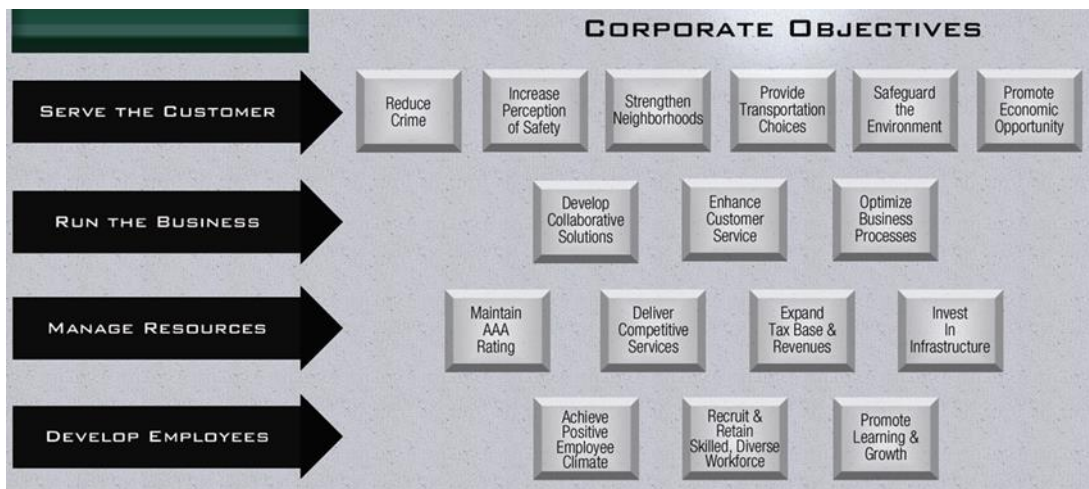 CORPORATE OBJECTIVES
SERVE THE CUSTOMER
Reduce
Crime
Increase
Perception
of Safety
Strengthen
Neighborhoods
Provide
Transportation
Choices
Safeguard
the
Environment
Promote
Economic
Opportunity
RUN THE BUSINESS
Develop
Collaborative
Solutions
Enhance
Customer
Service
Optimize
Business
Processes
MANAGE RESOURCES
Maintain
AAA
Rating
Deliver
Competitive
Services
Expand
Tax Base &
Revenues
Invest
In
Infrastructure
DEVELOP EMPLOYEES
Achieve
Positive
Employee
Climate
Recruit &
Retain
Skilled, Diverse
Workforce
Promote
Learning &
Growth